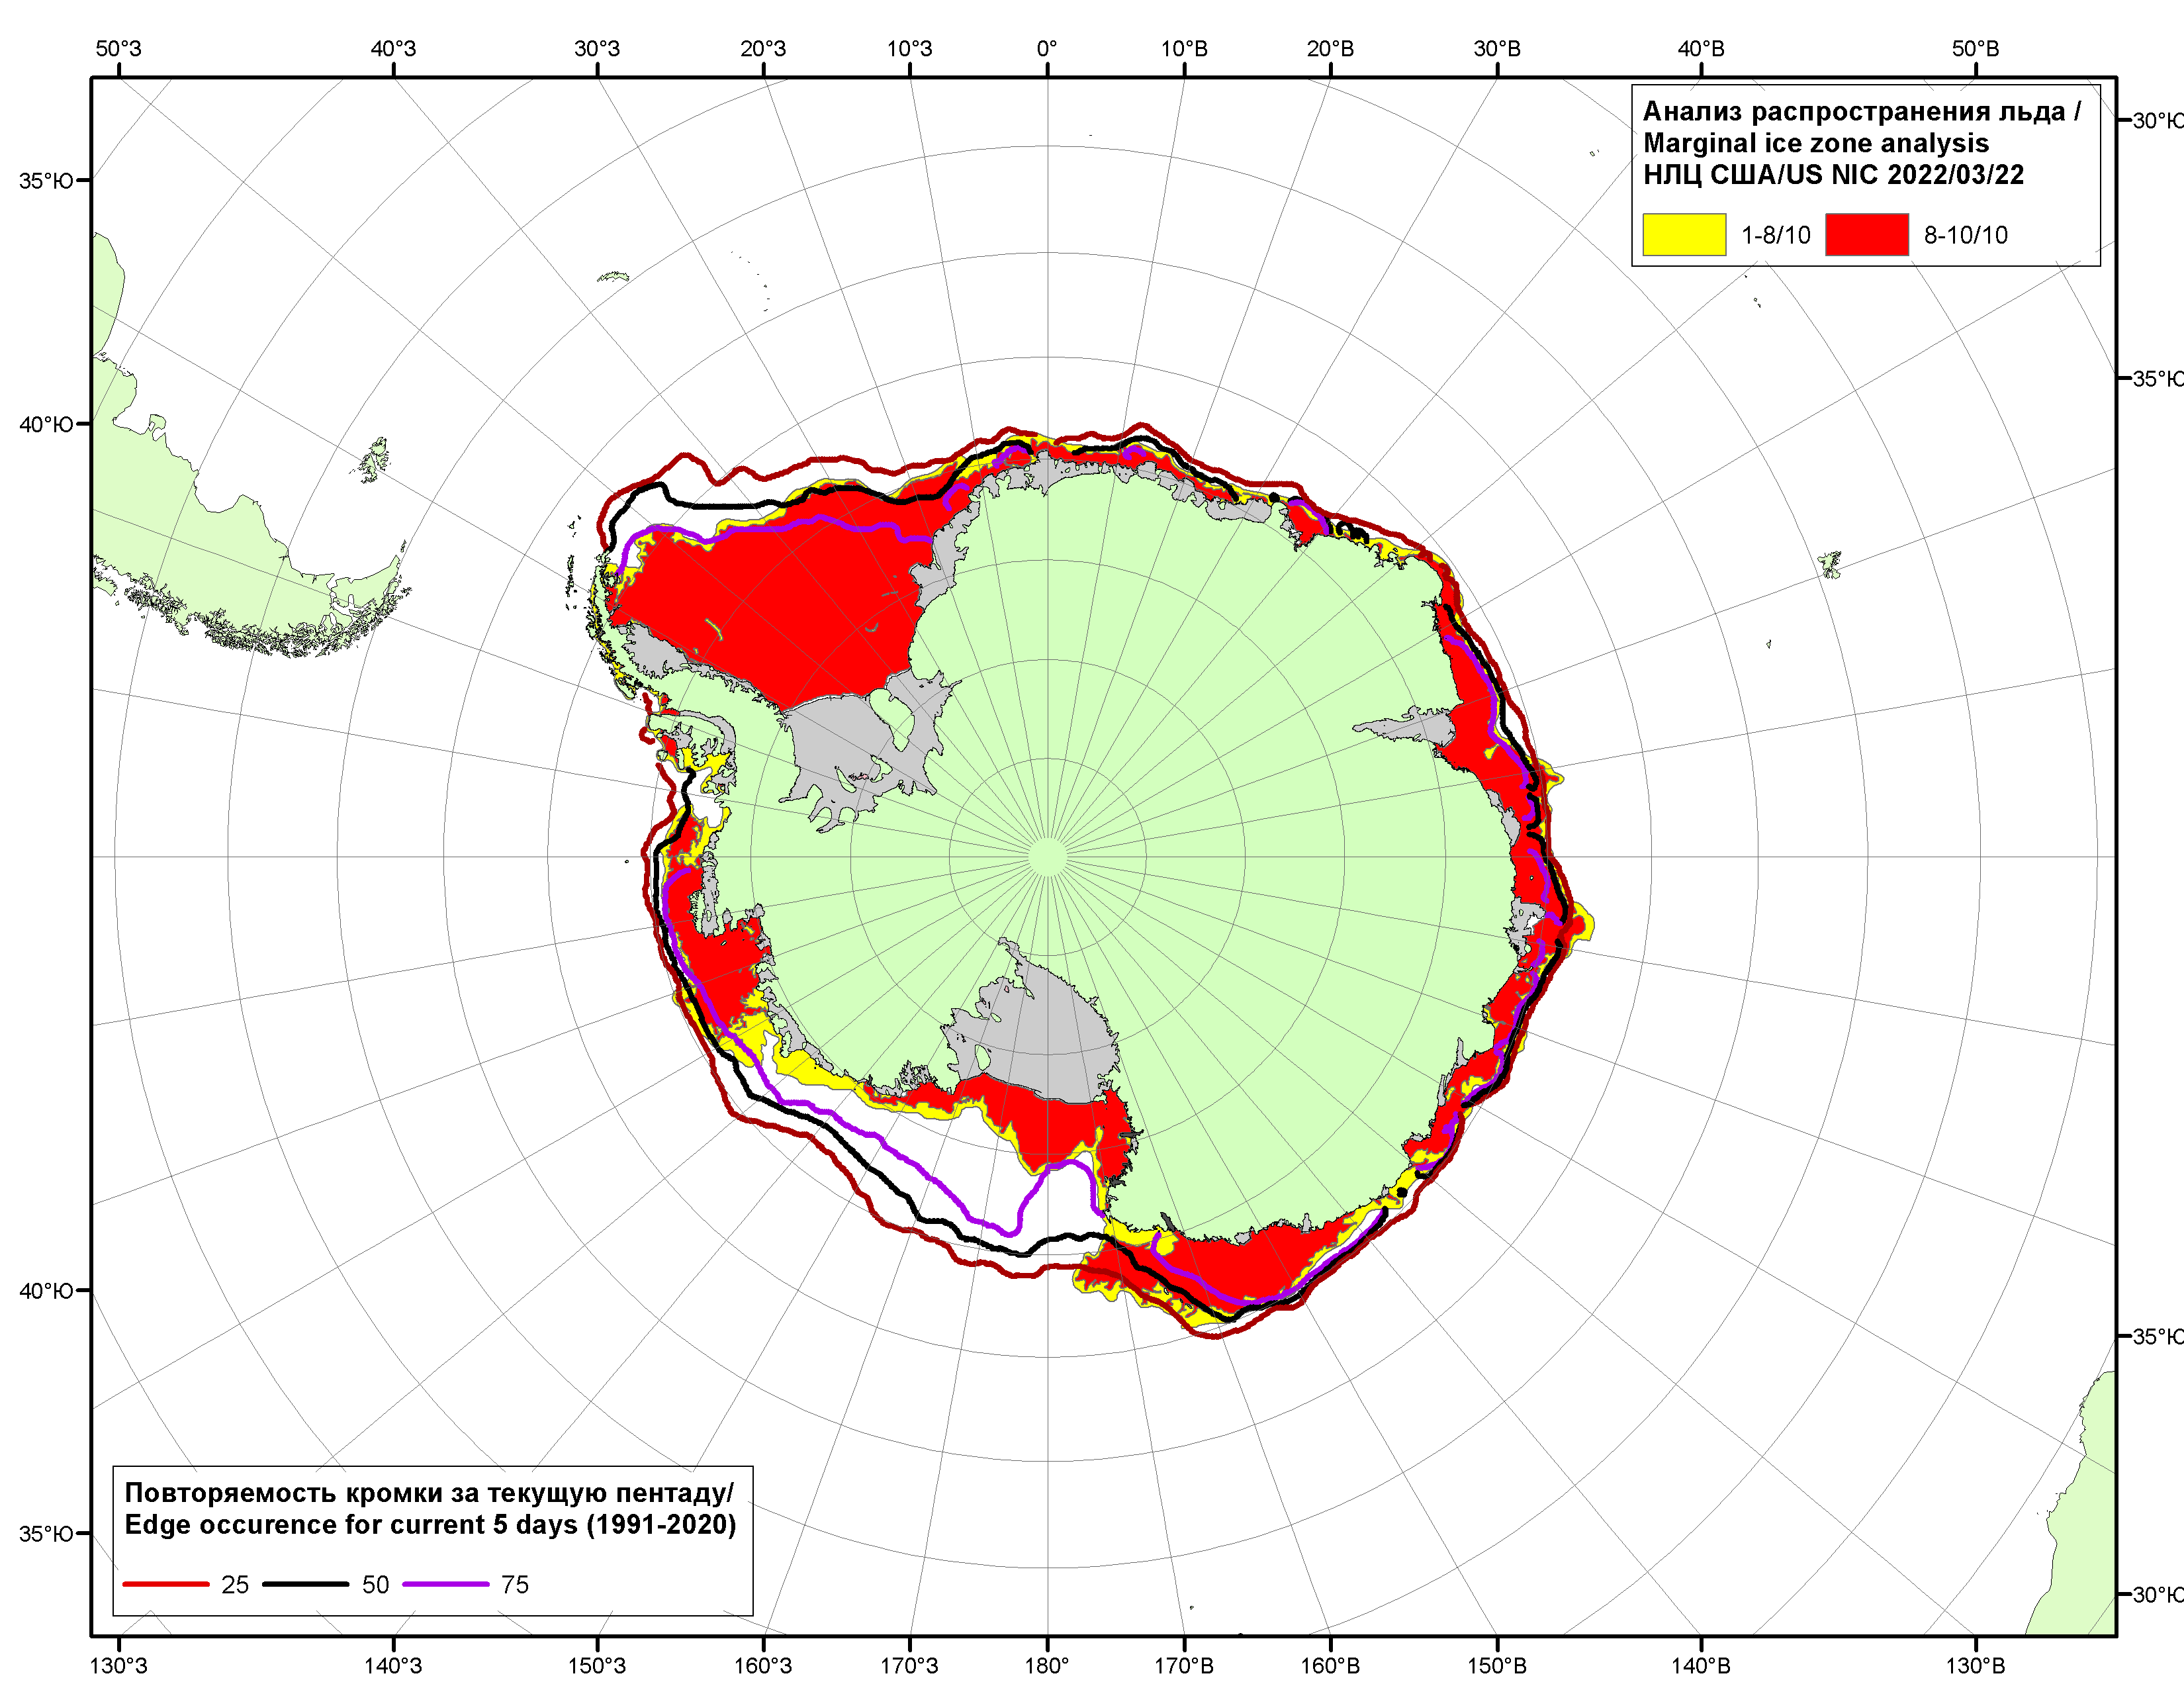 50°З 40°З 30°З 20°З 10°З 0° 10°В 20°В 30°В 40°В 50°В
Анализ распространения льда /
Marginal ice zone analysis
НЛЦ США/US NIC 2022/03/22
1-8/10 8-10/10
30°Ю
35°Ю
35°Ю
40°Ю
40°Ю
35°Ю
Повторяемость кромки за текущую пентаду/
Edge occurence for current 5 days (1991-2020)
25 50 75
35°Ю
30°Ю
130°З 140°З 150°З 160°З 170°З 180° 170°В 160°В 150°В 140°В 130°В